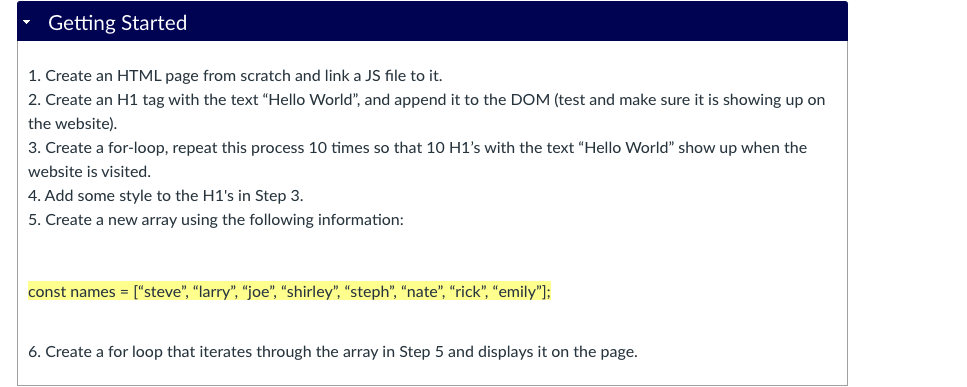 Getting Started
1. Create an HTML page from scratch and link a JS file to it.
2. Create an H1 tag with the text “Hello World”, and append it to the DOM (test and make sure it is showing up on
the website).
3. Create a for-loop, repeat this process 10 times so that 10 H1’s with the text “Hello World” show up when the
website is visited.
4. Add some style to the H1's in Step 3.
5. Create a new array using the following information:
const names = [“steve”, “larry”, “joe”, “shirley”, “steph”, “nate”, “rick”, “emily”];
6. Create a for loop that iterates through the array in Step 5 and displays it on the page.